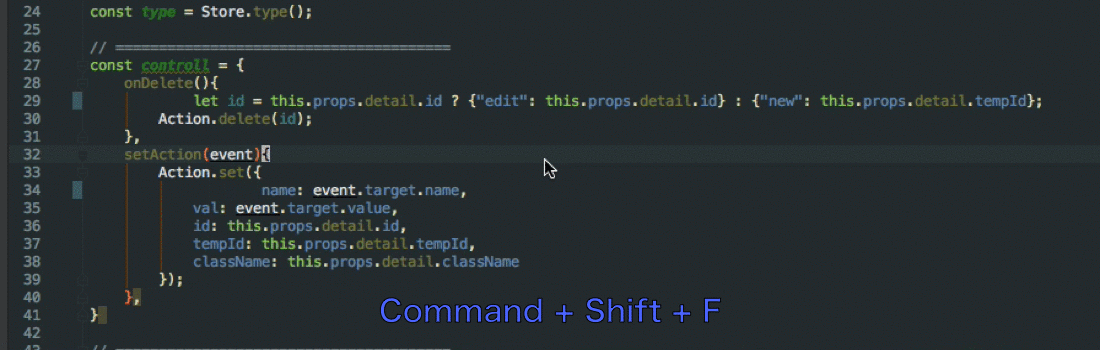 24 const type = Store.type();
25
26 // =======================================
27 const controll = {
28 onDelete(){
29 let id = this.props.detail.id ? {"edit": this.props.detail.id} : {"new": this.props.detail.tempId};
30 Action.delete(id);
31 },
32 setAction(event){
33 Action.set({
34 name: event.target.name,
35 val: event.target.value,
36 id: this.props.detail.id,
37 tempId: this.props.detail.tempId,
38 className: this.props.detail.className
39 });
40 },
Command + Shift + F
41 }
42
43 // =======================================